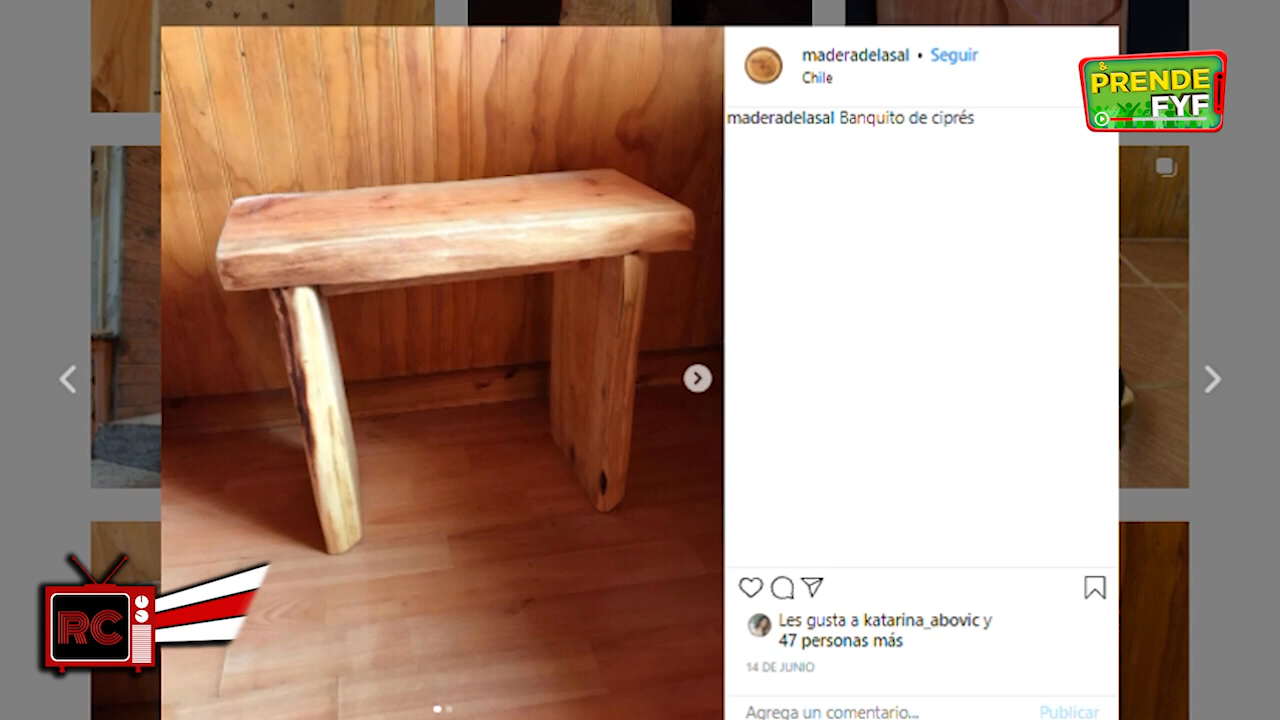 maderadelasal • Seguir
Chile
& PRENDE
FYF
maderadelasal Banquito de ciprés
RC
Les gusta a katarina_abovic y
47 personas más
14 DE JUNIO
Agrega un comentario...
Publicar